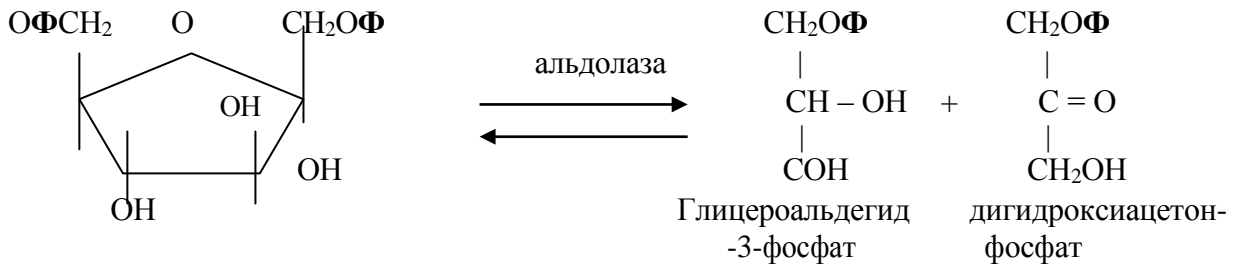 OФCH₂ O CH₂OФ CH₂OФ CH₂OФ
альдолаза | |
OH CH – OH + C = O
| |
OH COH CH₂OH
OH Глицероальдегид дигидроксиацетон-
-3-фосфат фосфат